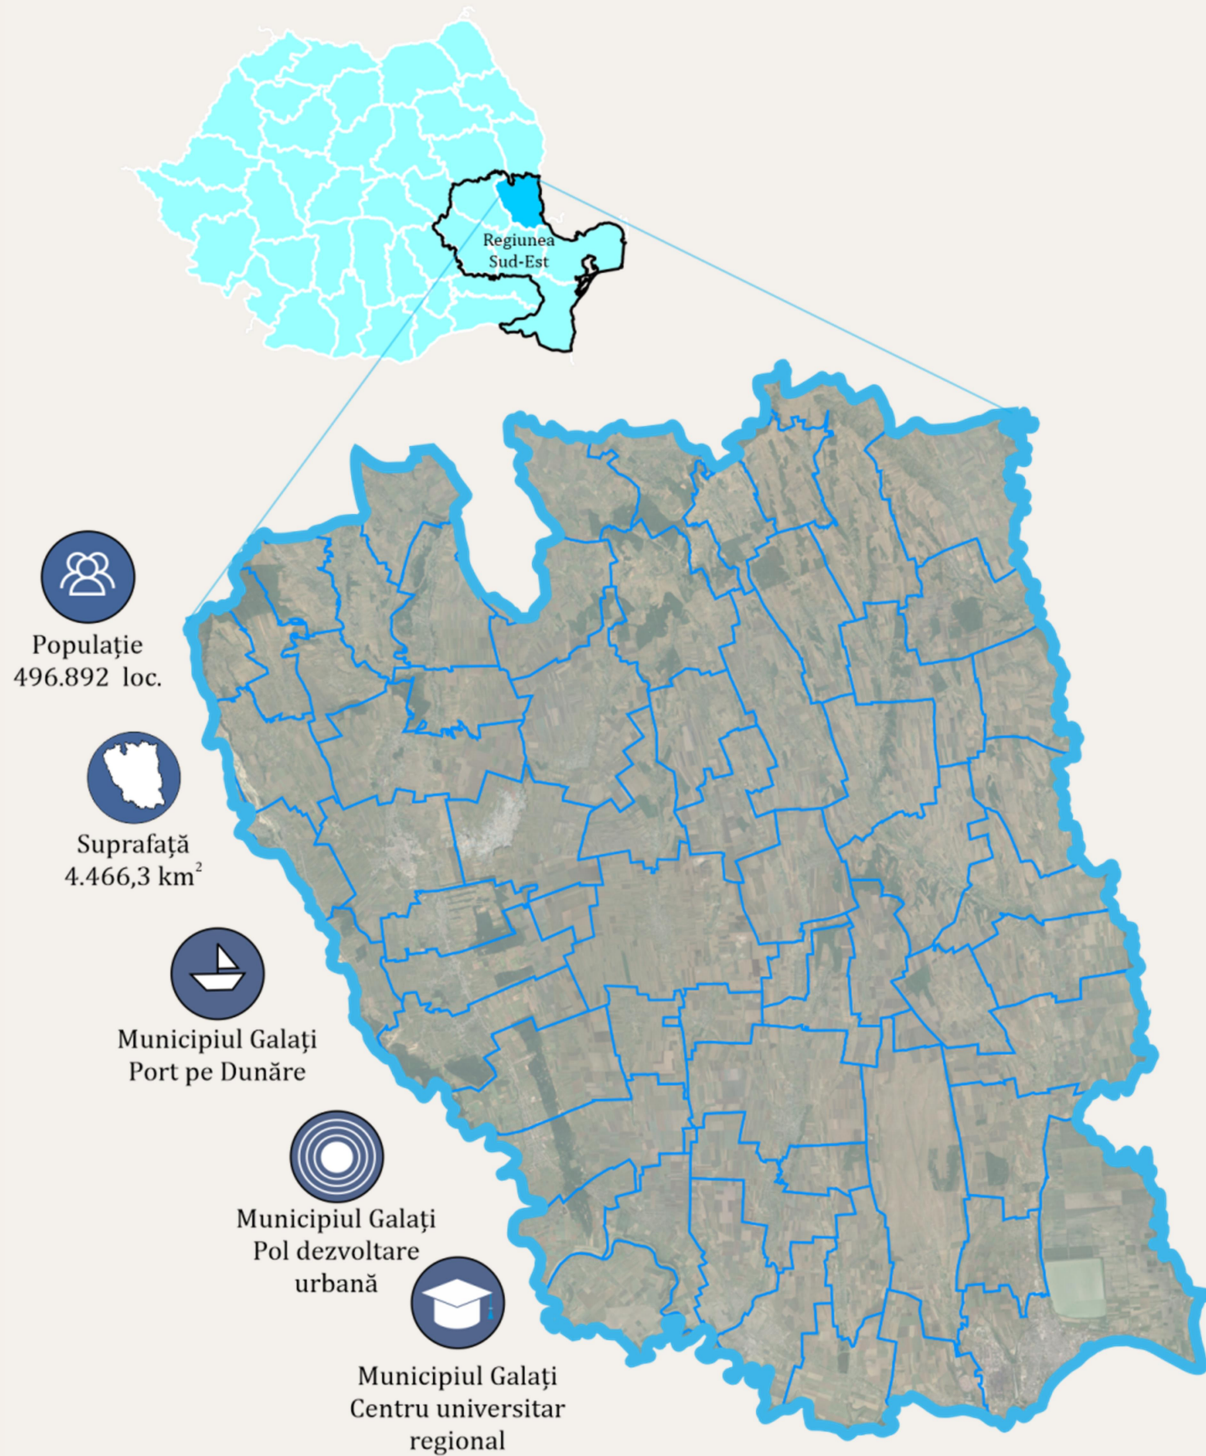 Regiunea
Sud-Est
Populație
496.892 loc.
Suprafață
4.466,3 km²
Municipiul Galați
Port pe Dunăre
Municipiul Galați
Pol dezvoltare
urbană
Municipiul Galați
Centru universitar
regional